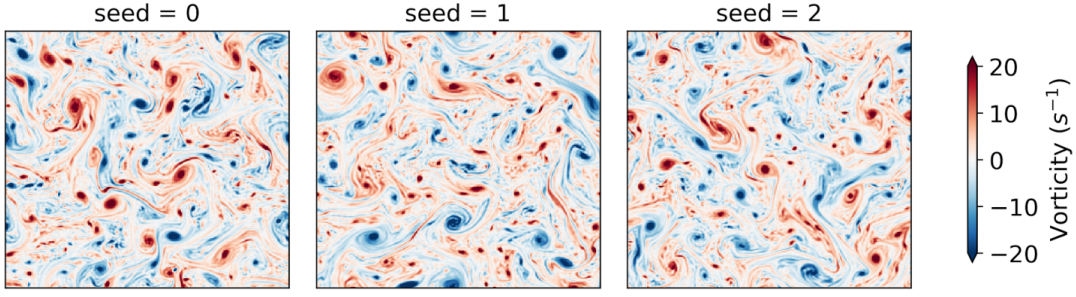 seed = 0
seed = 1
seed = 2
20
10
0
−10
−20
Vorticity (s⁻¹)